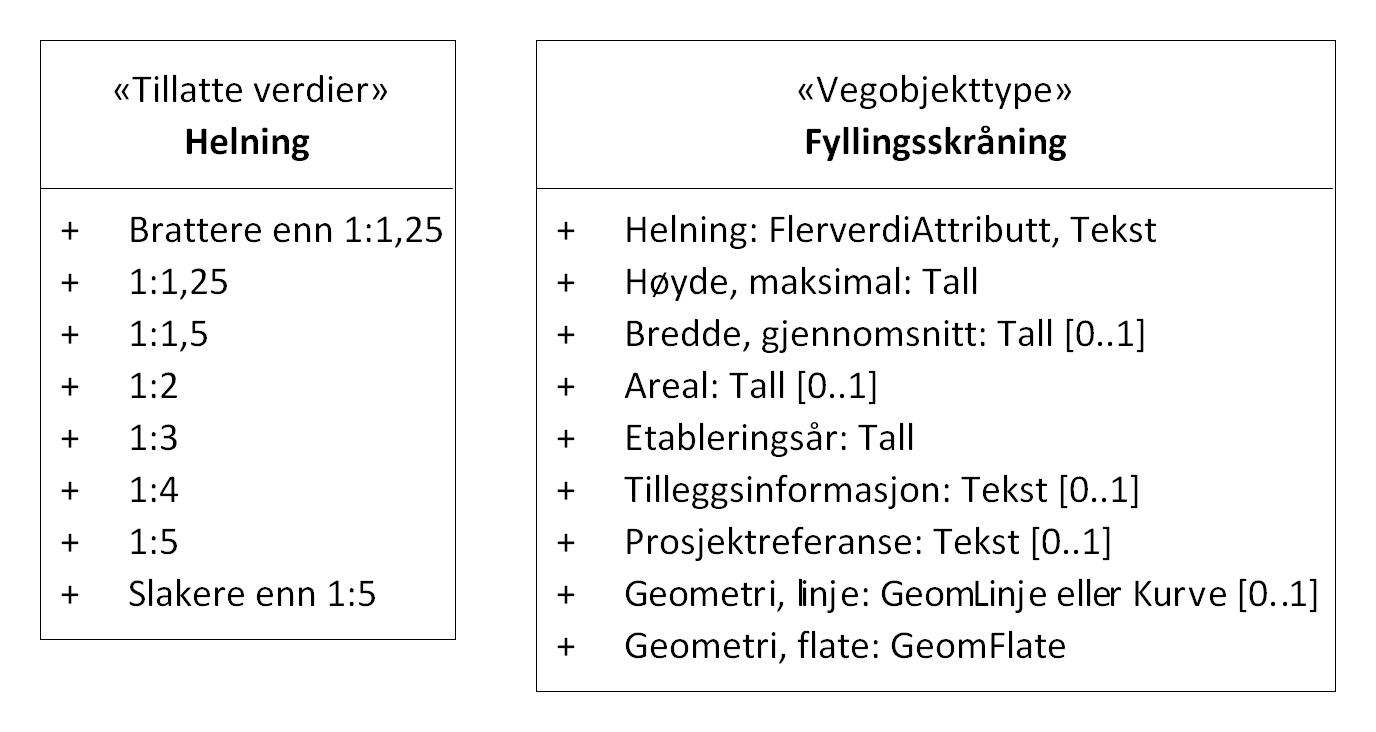 «Tillatte verdier»
Helning
+ Brattere enn 1:1,25
+ 1:1,25
+ 1:1,5
+ 1:2
+ 1:3
+ 1:4
+ 1:5
+ Slakere enn 1:5
«Vegobjekttype»
Fyllingsskråning
+ Helning: FlerverdiAttributt, Tekst
+ Høyde, maksimal: Tall
+ Bredde, gjennomsnitt: Tall [0..1]
+ Areal: Tall [0..1]
+ Etableringsår: Tall
+ Tilleggsinformasjon: Tekst [0..1]
+ Prosjektreferanse: Tekst [0..1]
+ Geometri, linje: GeomLinje eller Kurve [0..1]
+ Geometri, flate: GeomFlate